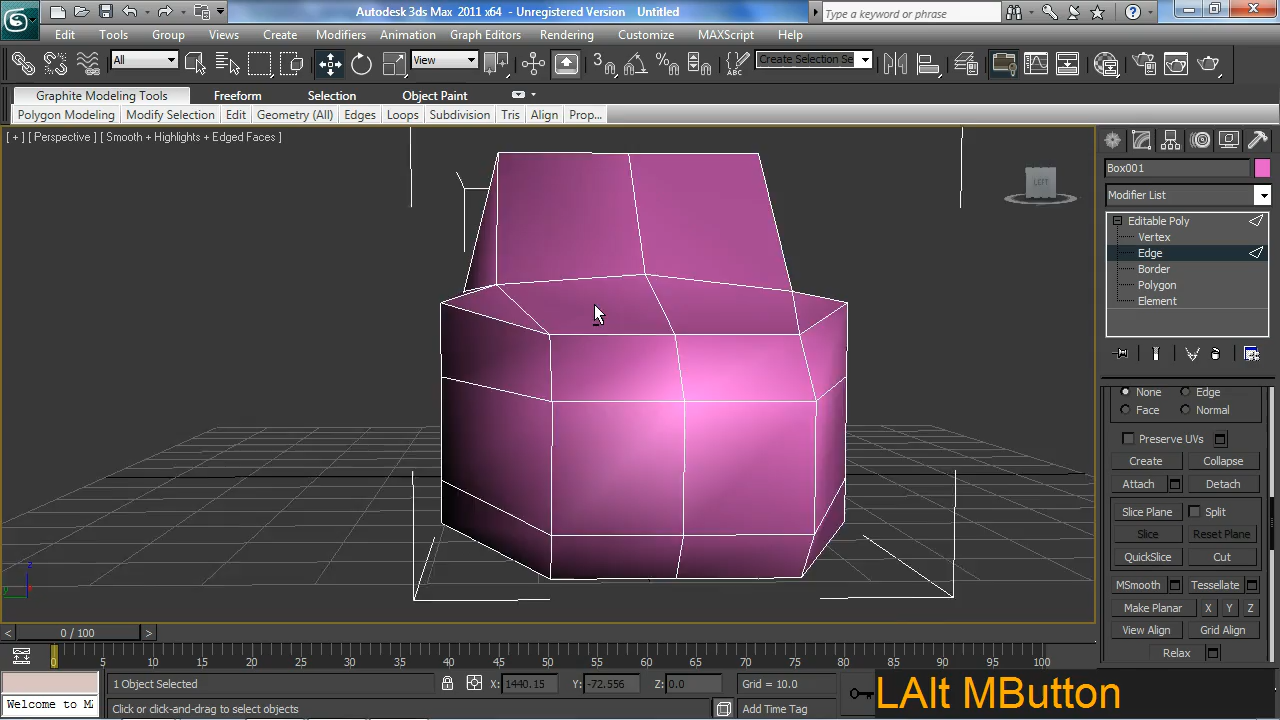 Autodesk 3ds Max 2011 x64 - Unregistered Version Untitled
Type a keyword or phrase
Edit Tools Group Views Create Modifiers Animation Graph Editors Rendering Customize MAXScript Help
All View 3 Create Selection Se
Graphite Modeling Tools Freeform Selection Object Paint
Polygon Modeling Modify Selection Edit Geometry (All) Edges Loops Subdivision Tris Align Prop...
[ + ] [ Perspective ] [ Smooth + Highlights + Edged Faces ]
LEFT
Box001
Modifier List
Editable Poly
Vertex
Edge
Border
Polygon
Element
None Edge
Face Normal
Preserve UVs
Create Collapse
Attach Detach
Slice Plane Split
Slice Reset Plane
QuickSlice Cut
MSmooth Tessellate
Make Planar X Y Z
View Align Grid Align
Relax
z
y x
< 0 / 100 >
0 5 10 15 20 25 30 35 40 45 50 55 60 65 70 75 80 85 90 95 100
1 Object Selected X: 1440.15 Y: -72.556 Z: 0.0 Grid = 10.0
Welcome to M
Click or click-and-drag to select objects Add Time Tag
LAlt MButton